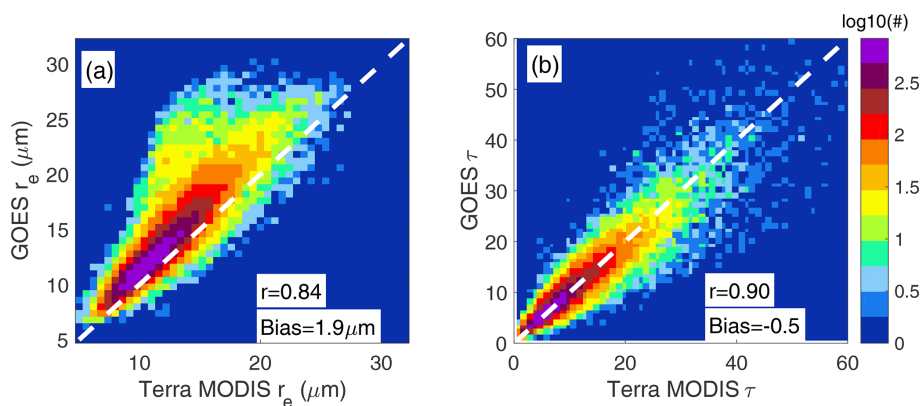 log10(#)
(a)
(b)
30
25
20
15
10
5
GOES r_e (μm)
r=0.84
Bias=1.9μm
10 20 30
Terra MODIS r_e (μm)
60
50
40
30
20
10
0
GOES τ
r=0.90
Bias=-0.5
0 20 40 60
Terra MODIS τ
2.5
2
1.5
1
0.5
0